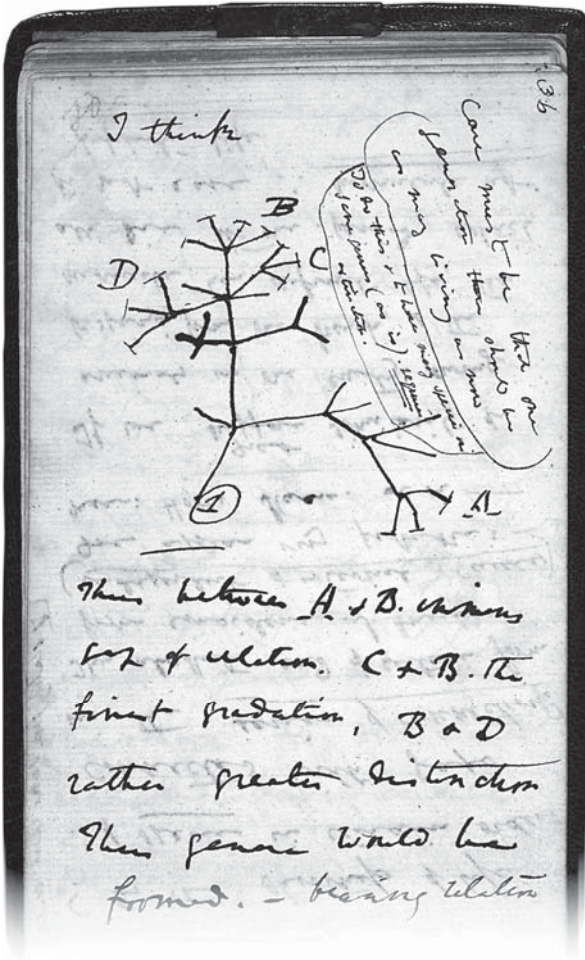 36
I think
Case must be that one
generation then should be
as many living as now
To do this & to have many species in
same genus (as is) requires
extinction.
B
C
D
A
1
Thus between A & B. immense
gap of relation. C & B. the
finest gradation, B & D
rather greater distinction
Thus genera would be
formed. — bearing relation